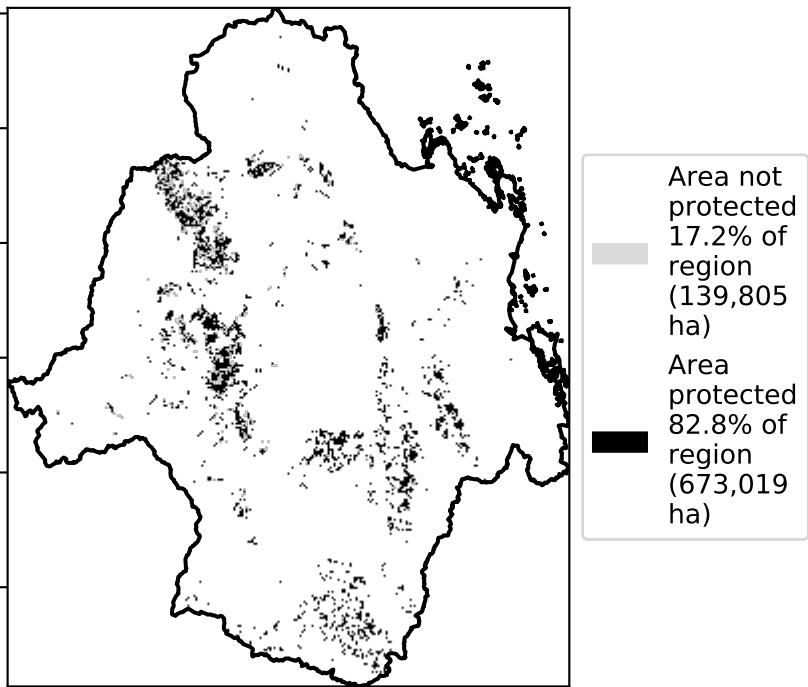 Area not
protected
17.2% of
region
(139,805
ha)
Area
protected
82.8% of
region
(673,019
ha)